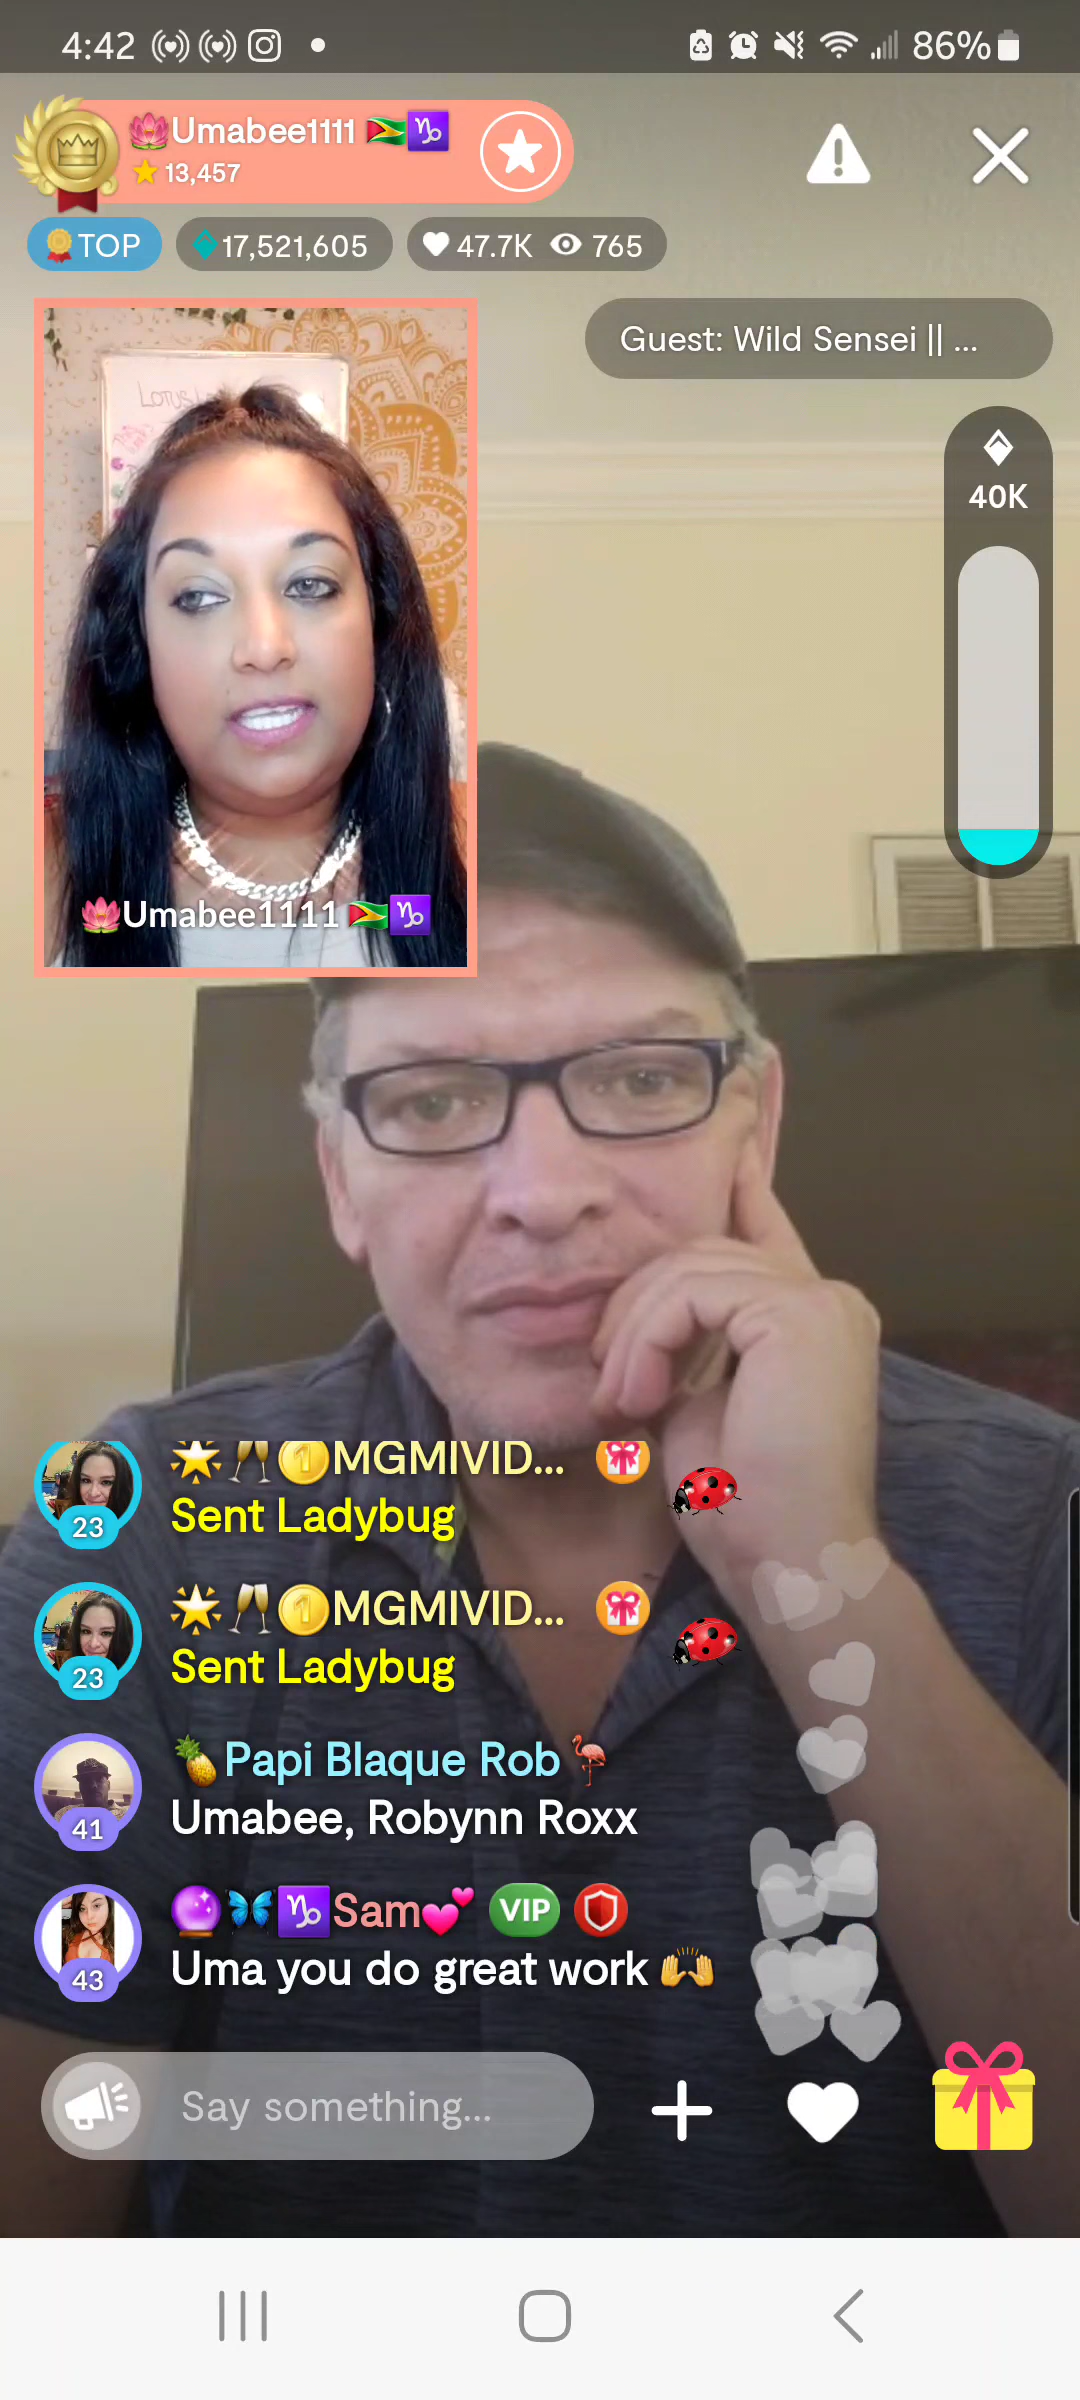 4:42
86%
🪷Umabee1111 🇬🇾♑
⭐ 13,457
TOP
17,521,605
47.7K 765
Guest: Wild Sensei || ...
40K
Lotus
🪷Umabee1111 🇬🇾♑
🌟🥂🥇MGMIVID...
Sent Ladybug
23
🌟🥂🥇MGMIVID...
Sent Ladybug
23
🍍Papi Blaque Rob🦩
Umabee, Robynn Roxx
41
🔮🦋♑Sam💕 VIP
Uma you do great work 🙌
43
Say something...